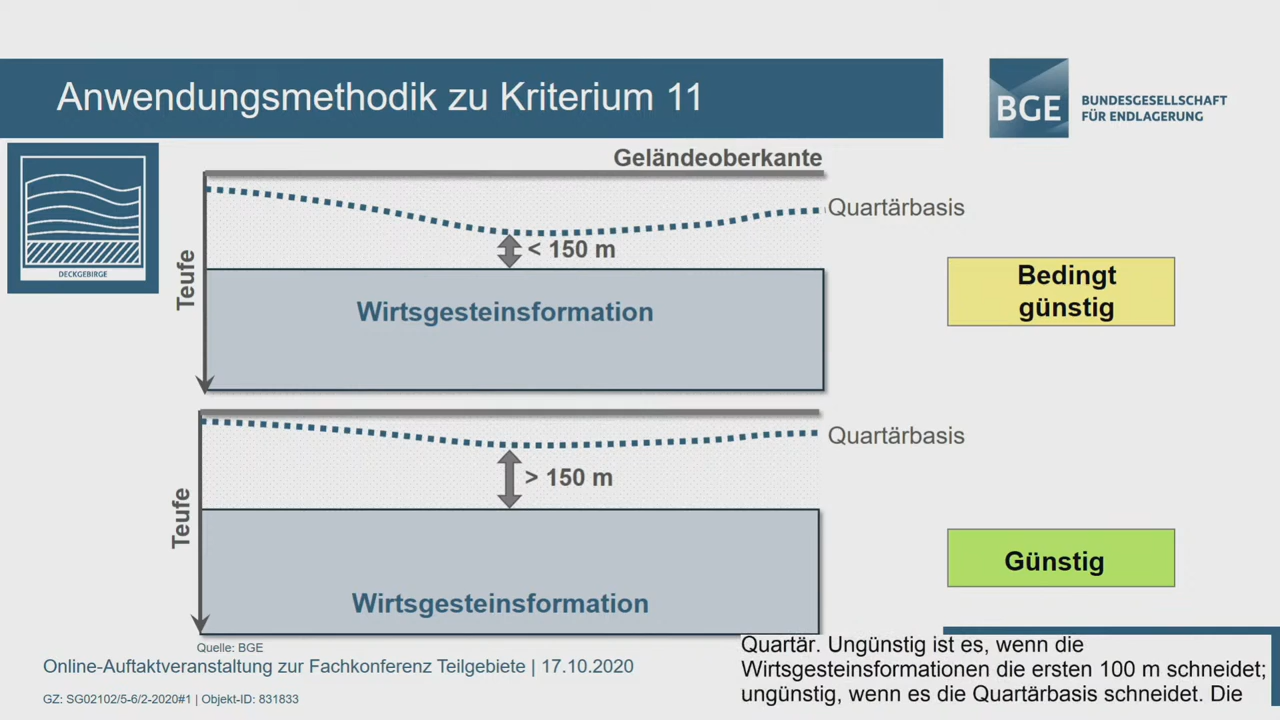 Anwendungsmethodik zu Kriterium 11
BGE
BUNDESGESELLSCHAFT
FÜR ENDLAGERUNG
DECKGEBIRGE
Geländeoberkante
Quartärbasis
< 150 m
Teufe
Wirtsgesteinsformation
Bedingt
günstig
Quartärbasis
> 150 m
Teufe
Wirtsgesteinsformation
Günstig
Quelle: BGE
Online-Auftaktveranstaltung zur Fachkonferenz Teilgebiete | 17.10.2020
GZ: SG02102/5-6/2-2020#1 | Objekt-ID: 831833
Quartär. Ungünstig ist es, wenn die
Wirtsgesteinsformationen die ersten 100 m schneidet;
ungünstig, wenn es die Quartärbasis schneidet. Die